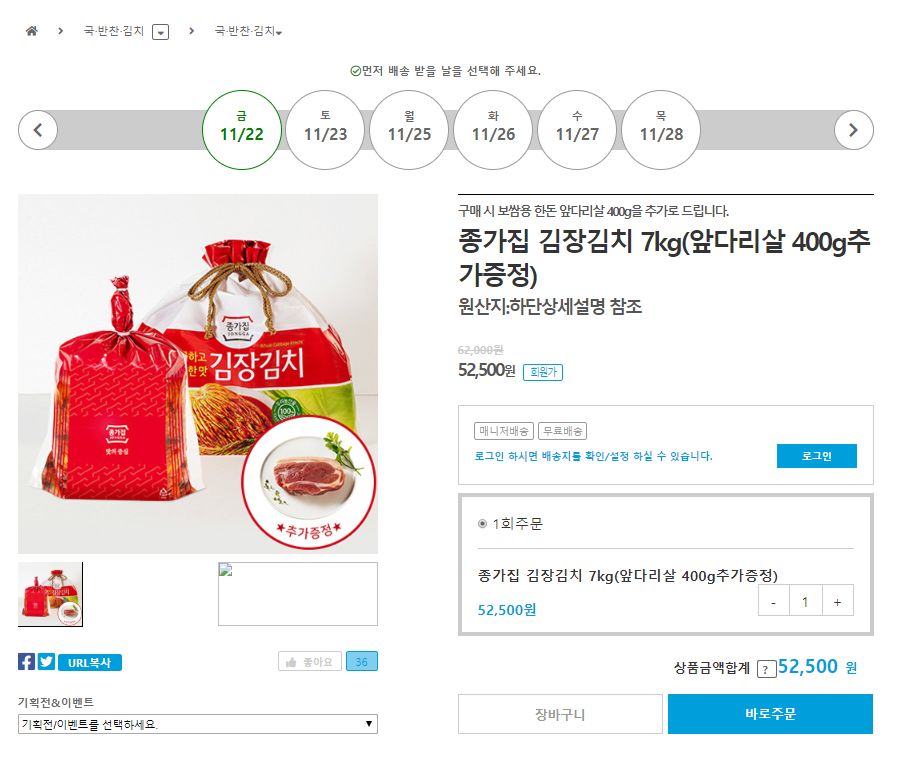 국·반찬·김치
국·반찬·김치
먼저 배송 받을 날을 선택해 주세요.
금
11/22
토
11/23
월
11/25
화
11/26
수
11/27
목
11/28
종가집
JONGGA
Whole Cabbage Kimchi
하고
한 맛
김장김치
100%
종가집
JONGGA
맛의 중심
★추가증정★
구매 시 보쌈용 한돈 앞다리살 400g을 추가로 드립니다.
종가집 김장김치 7kg(앞다리살 400g추
가증정)
원산지:하단상세설명 참조
62,000원
52,500원 회원가
매니저배송 무료배송
로그인 하시면 배송지를 확인/설정 하실 수 있습니다.
로그인
1회주문
종가집 김장김치 7kg(앞다리살 400g추가증정)
52,500원
- 1 +
상품금액합계 ? 52,500 원
장바구니
바로주문
URL복사
좋아요 36
기획전&이벤트
기획전/이벤트를 선택하세요.